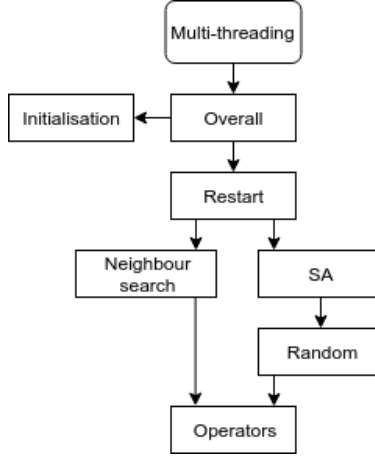 Multi-threading
Initialisation
Overall
Restart
Neighbour
search
SA
Random
Operators